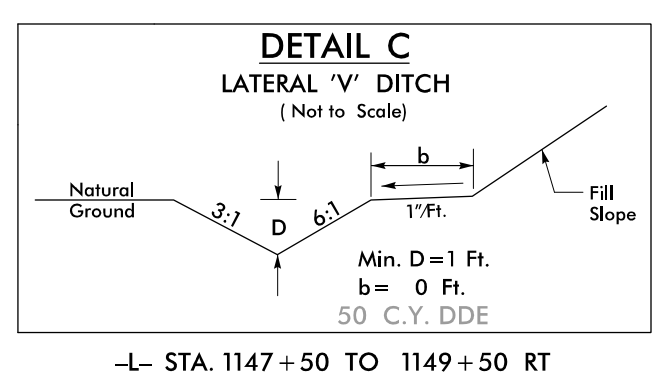 DETAIL C
LATERAL 'V' DITCH
( Not to Scale)
b
Natural
Ground
3:1
D
6:1
1"/Ft.
Fill
Slope
Min. D = 1 Ft.
b = 0 Ft.
50 C.Y. DDE
-L- STA. 1147+50 TO 1149+50 RT